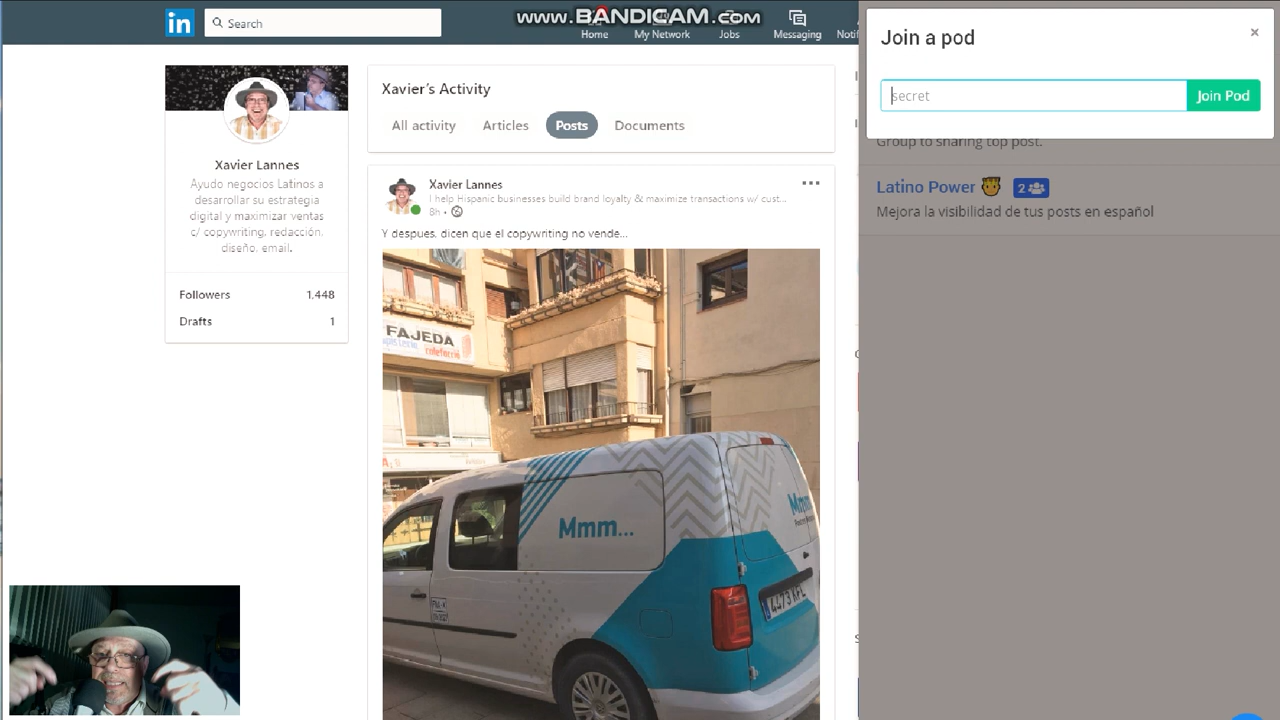 www.BANDICAM.com
in
Search
Home
My Network
Jobs
Messaging
Xavier Lannes
Ayudo negocios Latinos a
desarrollar su estrategia
digital y maximizar ventas
c/ copywriting, redacción,
diseño, email.
Followers 1,448
Drafts 1
Xavier's Activity
All activity Articles Posts Documents
Xavier Lannes
I help Hispanic businesses build brand loyalty & maximize transactions w/ cust...
8h •
Y despues, dicen que el copywriting no vende...
FAJEDA
Mmm...
4473
Join a pod
×
secret
Join Pod
Group to sharing top post.
Latino Power 2
Mejora la visibilidad de tus posts en español